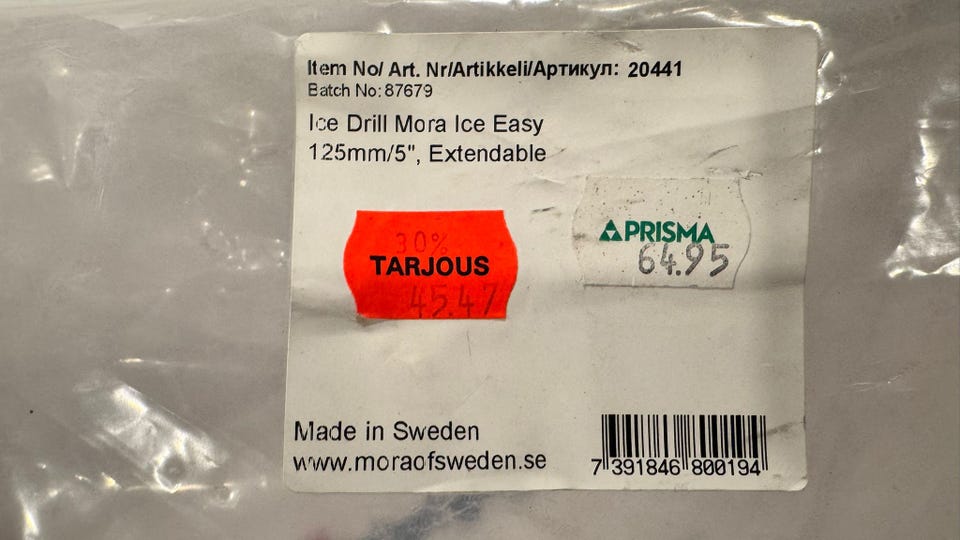 Item No/ Art. Nr/Artikkeli/Артикул: 20441
Batch No: 87679
Ice Drill Mora Ice Easy
125mm/5", Extendable
30%
TARJOUS
45.47
PRISMA
64.95
Made in Sweden
www.moraofsweden.se
7 391846 800194